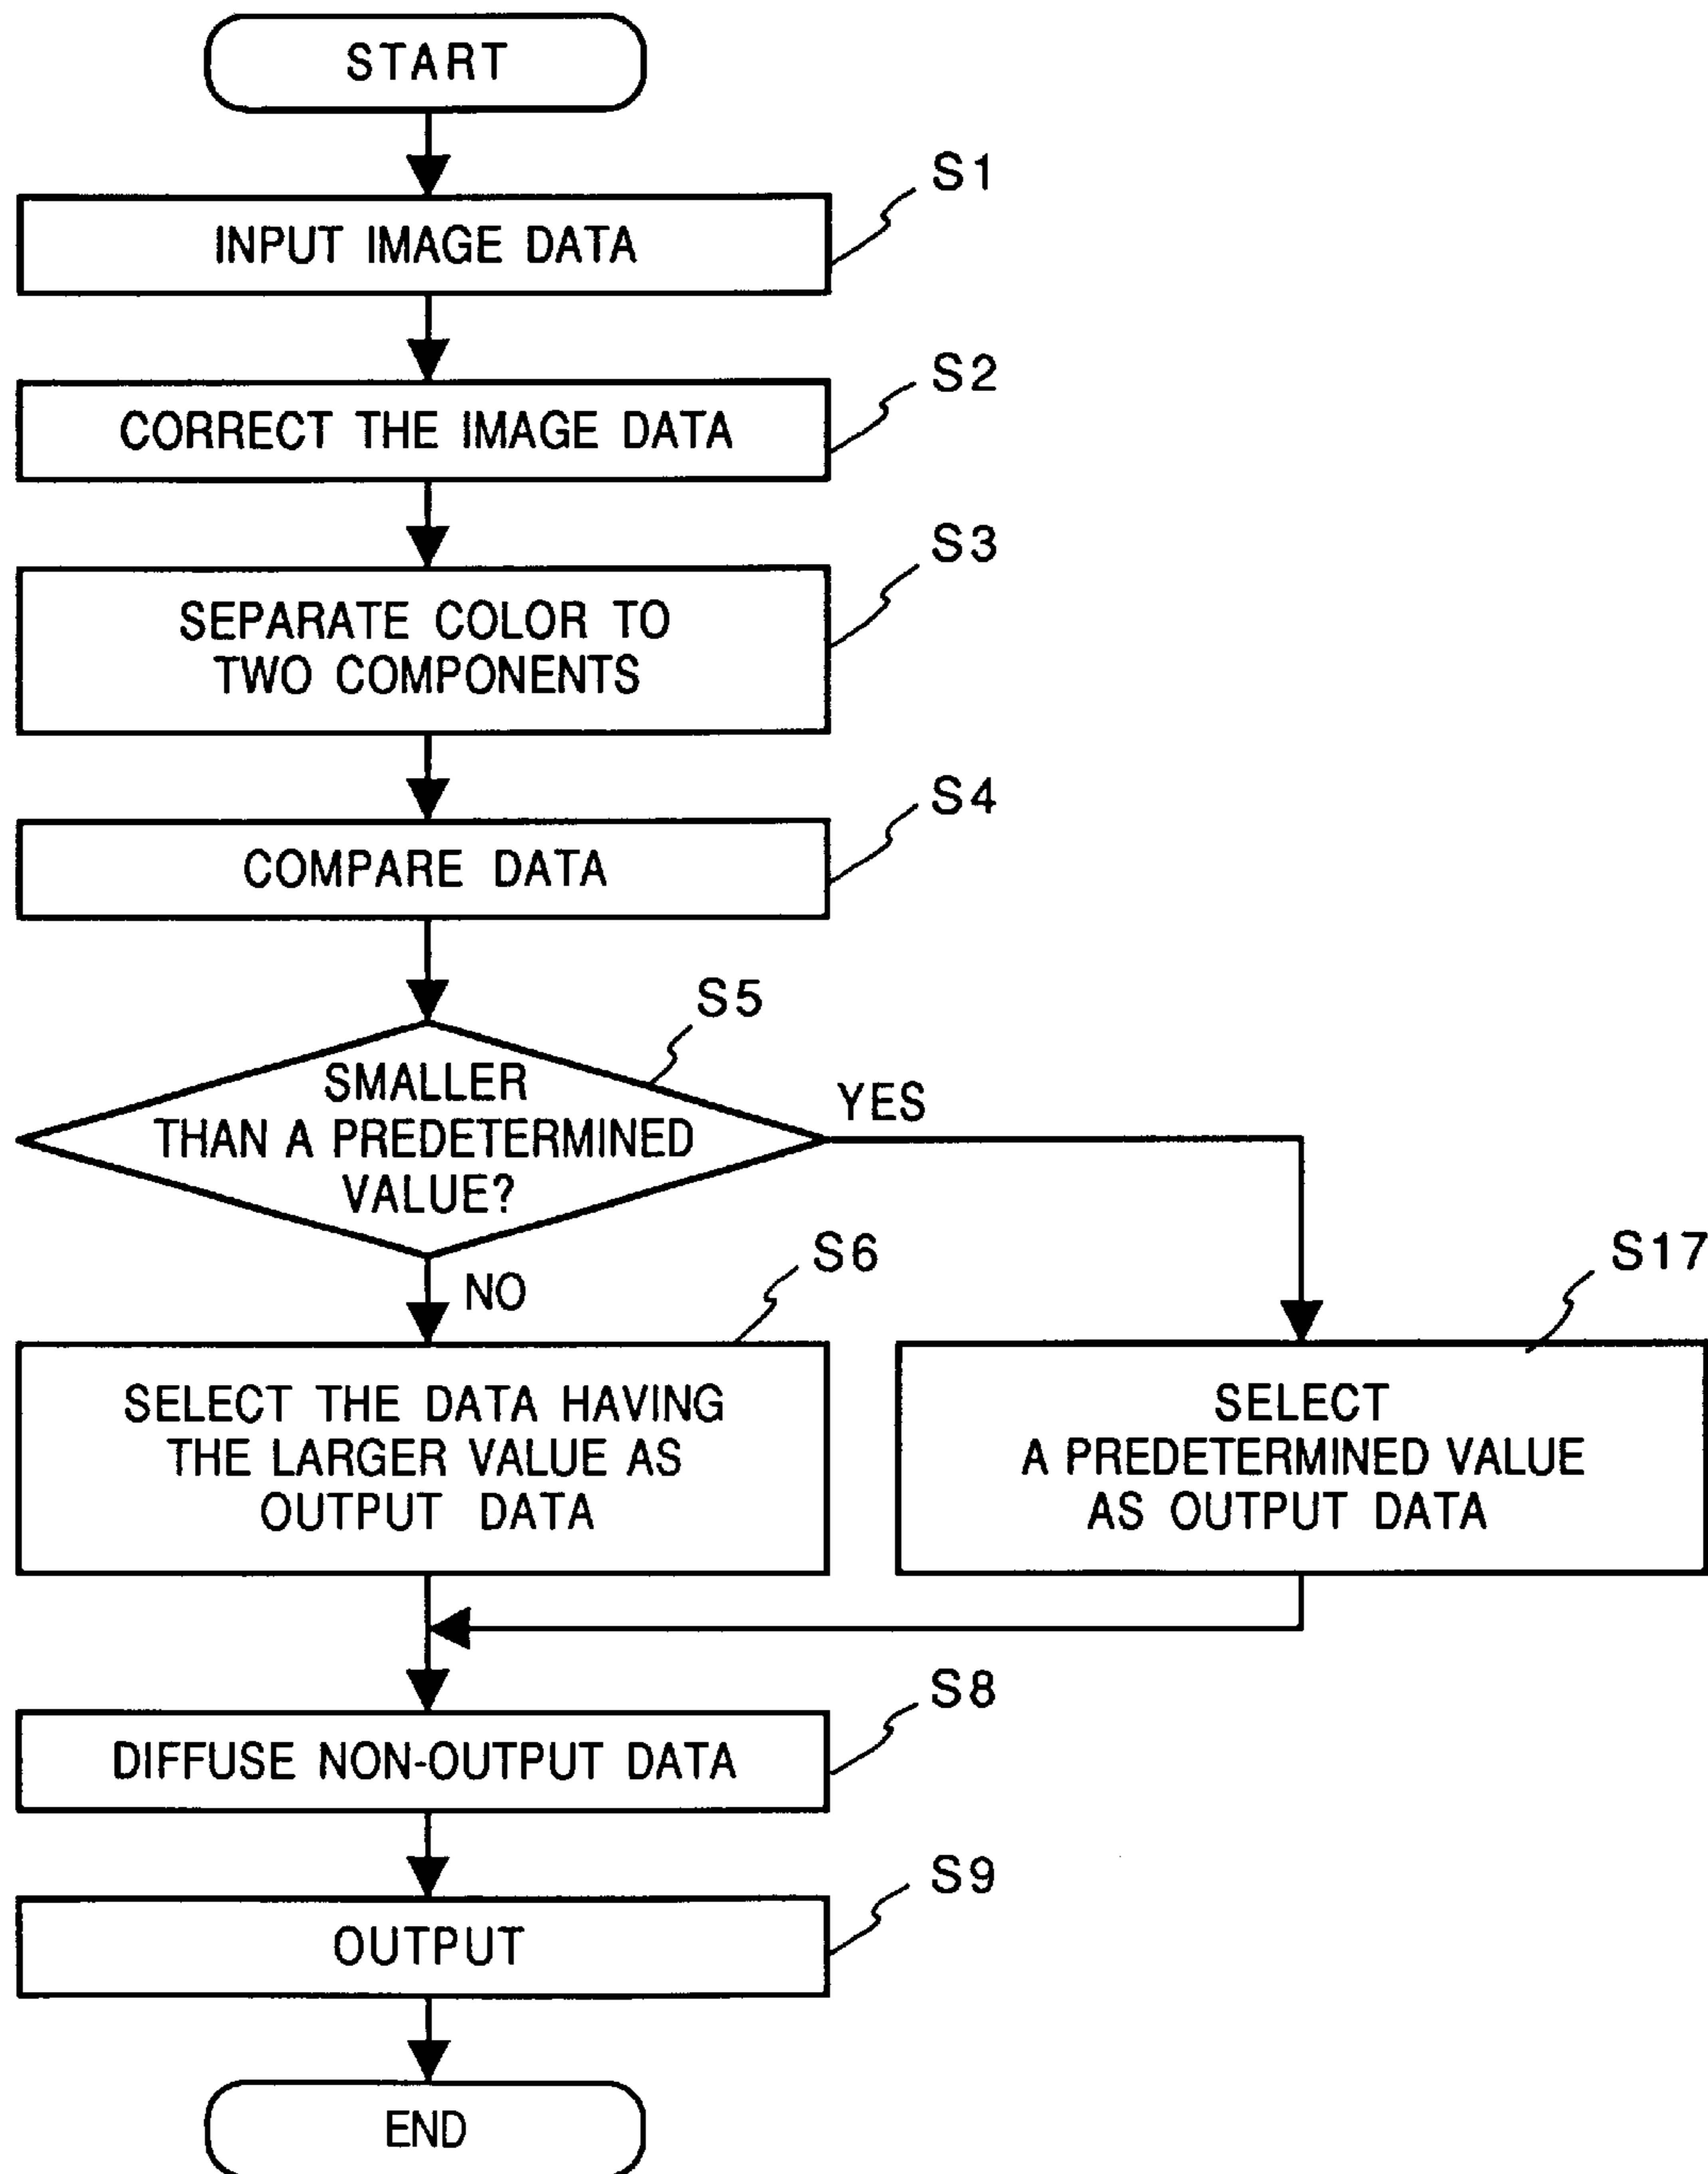 START
S1
INPUT IMAGE DATA
S2
CORRECT THE IMAGE DATA
S3
SEPARATE COLOR TO
TWO COMPONENTS
S4
COMPARE DATA
S5
SMALLER
THAN A PREDETERMINED
VALUE?
YES
NO
S6
SELECT THE DATA HAVING
THE LARGER VALUE AS
OUTPUT DATA
S17
SELECT
A PREDETERMINED VALUE
AS OUTPUT DATA
S8
DIFFUSE NON-OUTPUT DATA
S9
OUTPUT
END